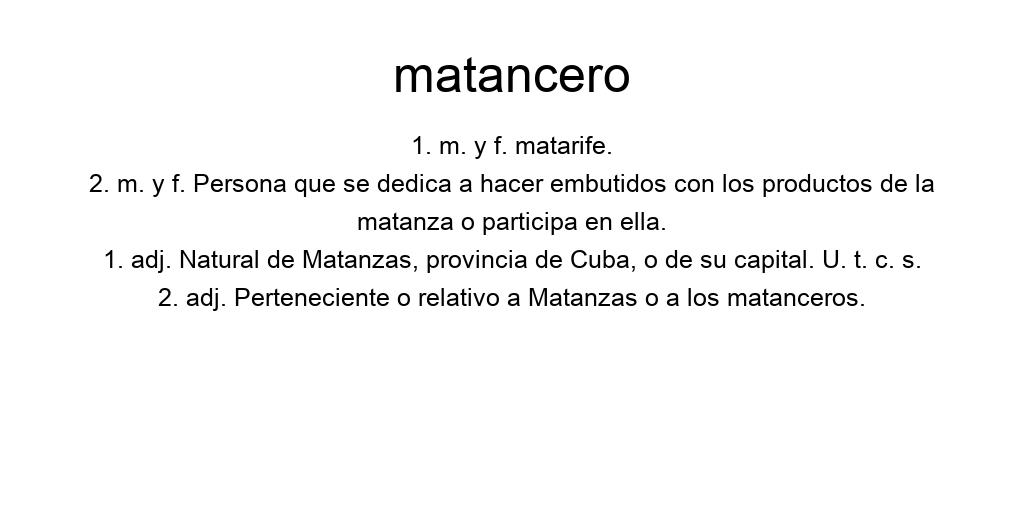 matancero
1. m. y f. matarife.
2. m. y f. Persona que se dedica a hacer embutidos con los productos de la
matanza o participa en ella.
1. adj. Natural de Matanzas, provincia de Cuba, o de su capital. U. t. c. s.
2. adj. Perteneciente o relativo a Matanzas o a los matanceros.